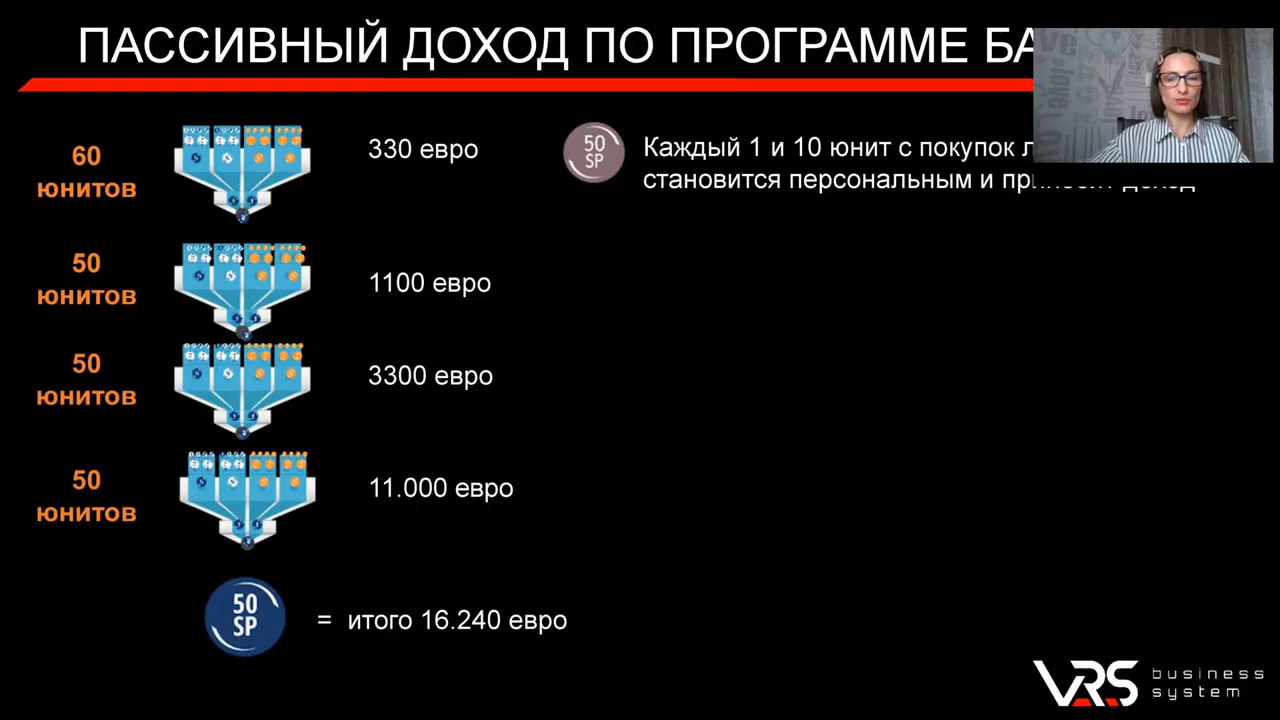 ПАССИВНЫЙ ДОХОД ПО ПРОГРАММЕ
60
юнитов
330 евро
50
SP
Каждый 1 и 10 юнит с покупок
становится персональным и приносит доход
50
юнитов
1100 евро
50
юнитов
3300 евро
50
юнитов
11.000 евро
50
SP
= итого 16.240 евро
VRS business
system